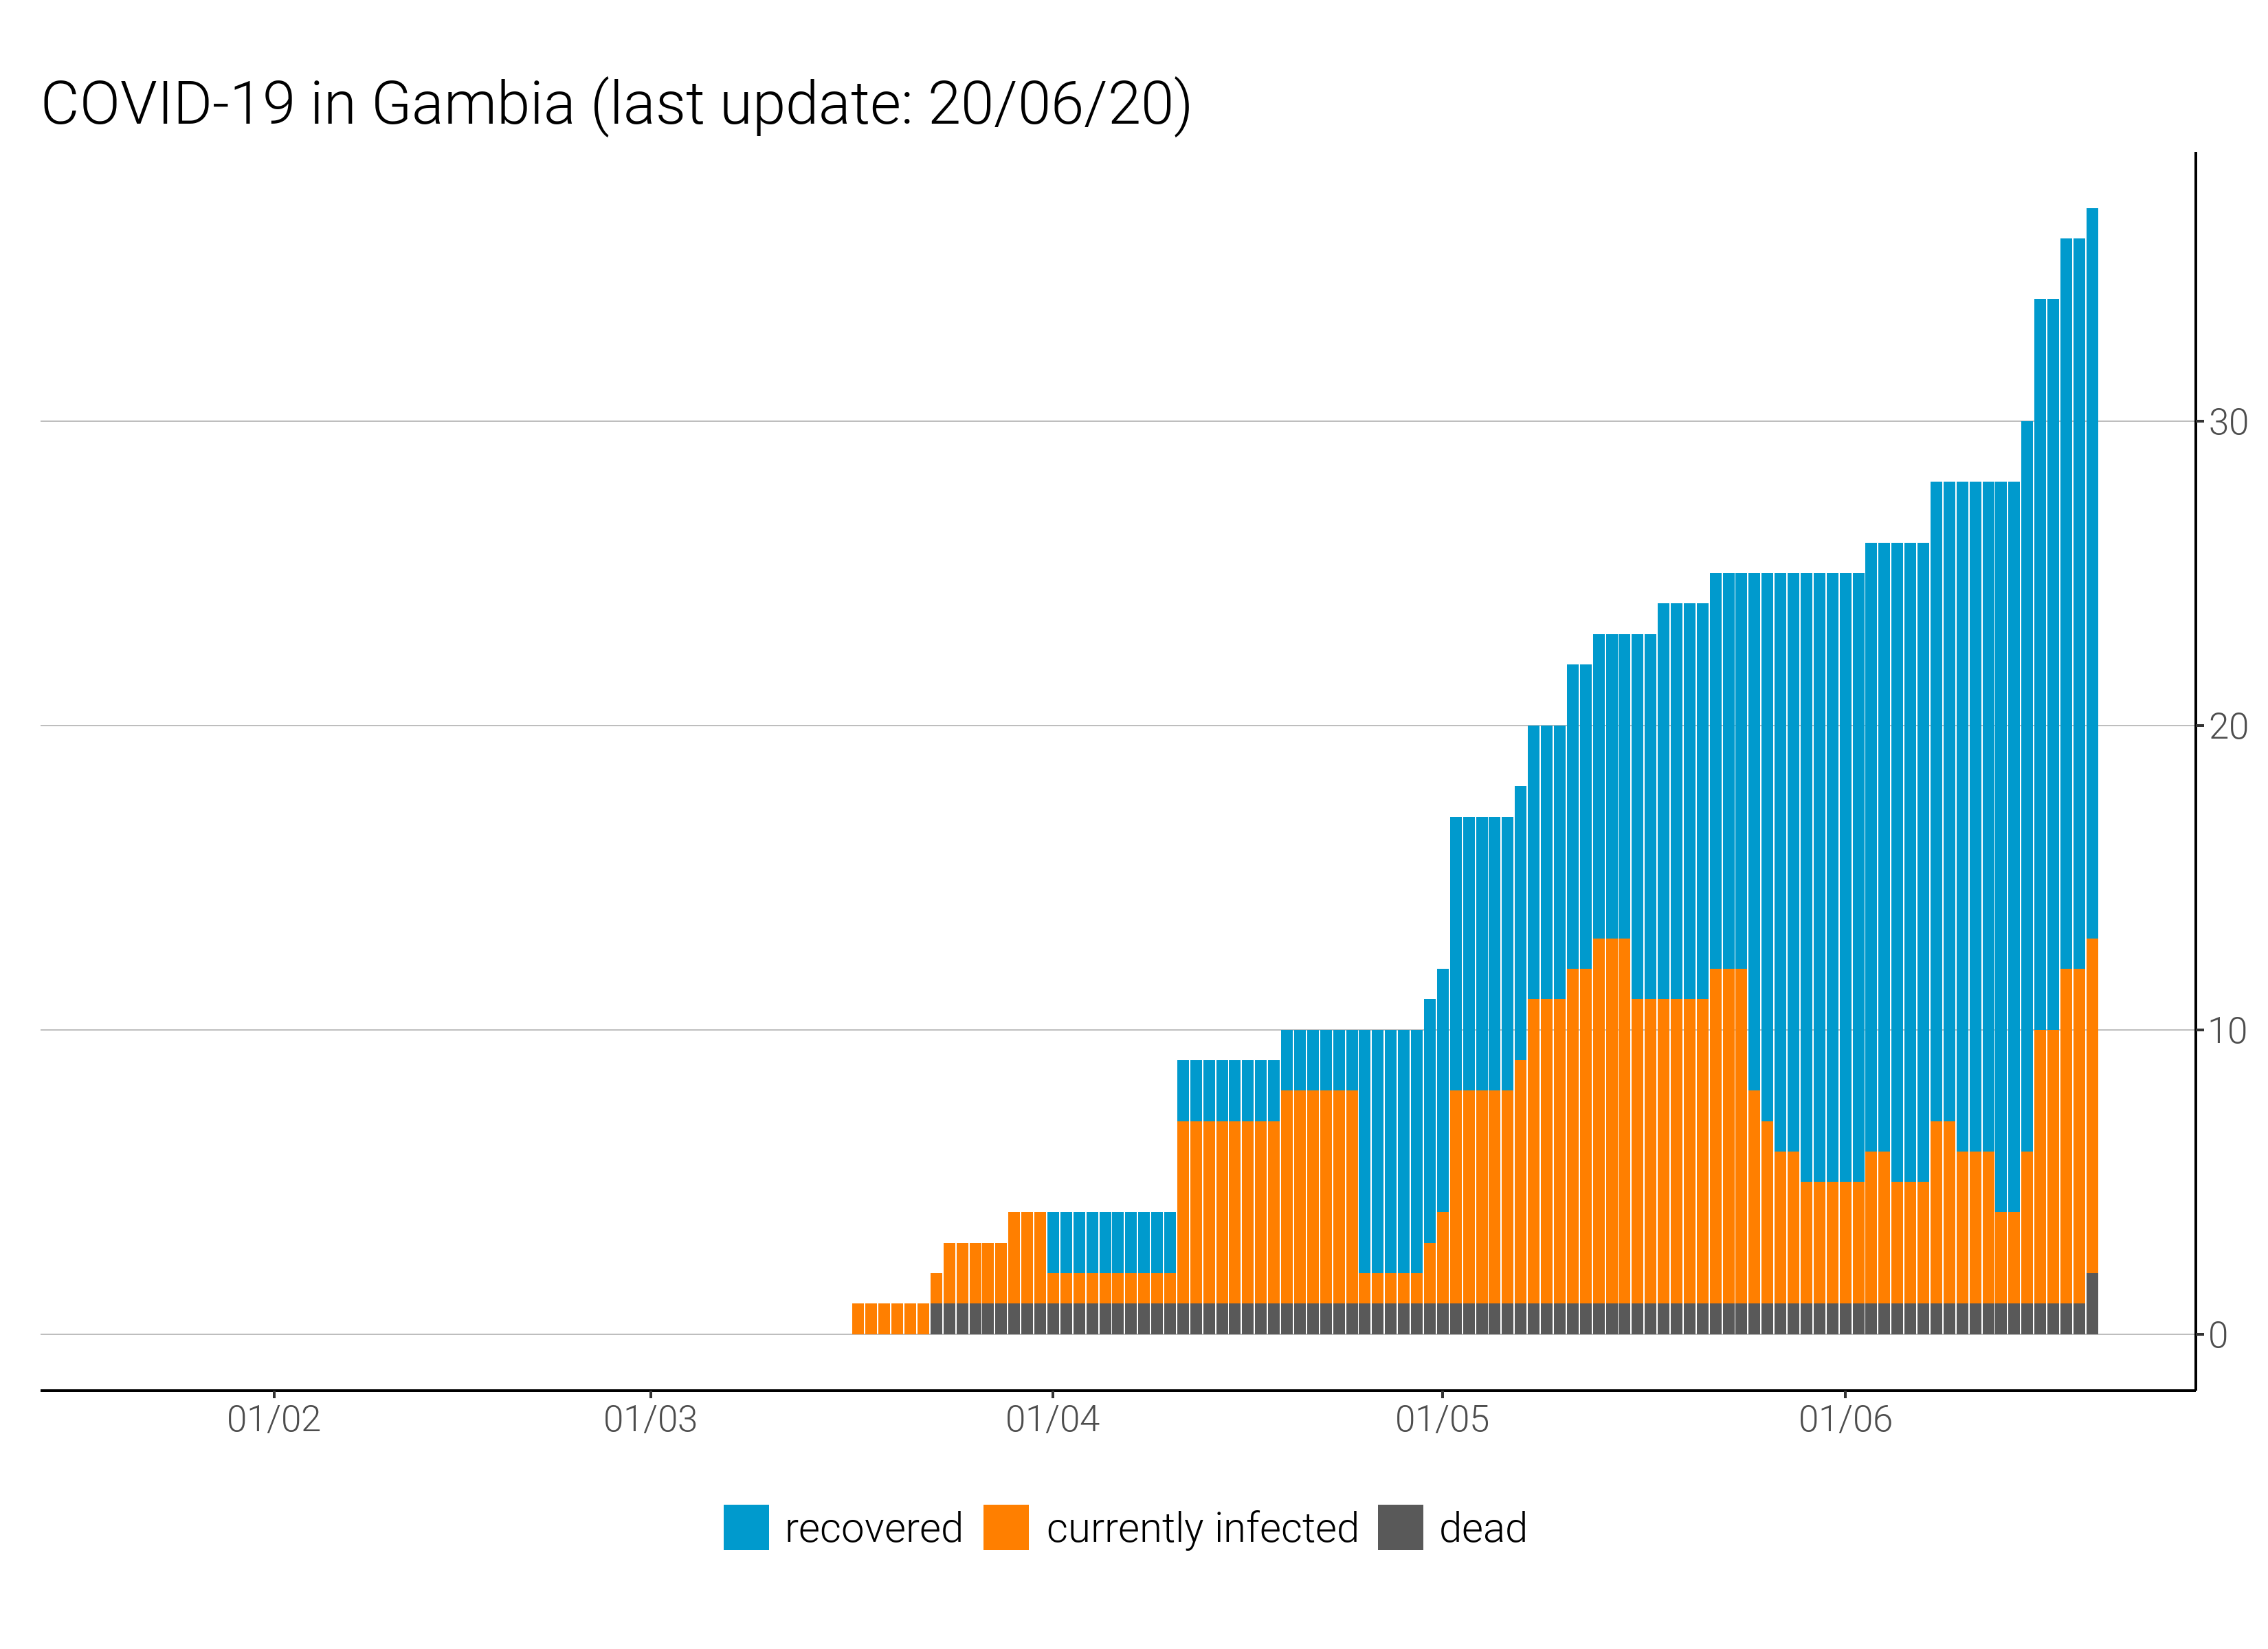 COVID-19 in Gambia (last update: 20/06/20)
30
20
10
0
01/02 01/03 01/04 01/05 01/06
recovered currently infected dead